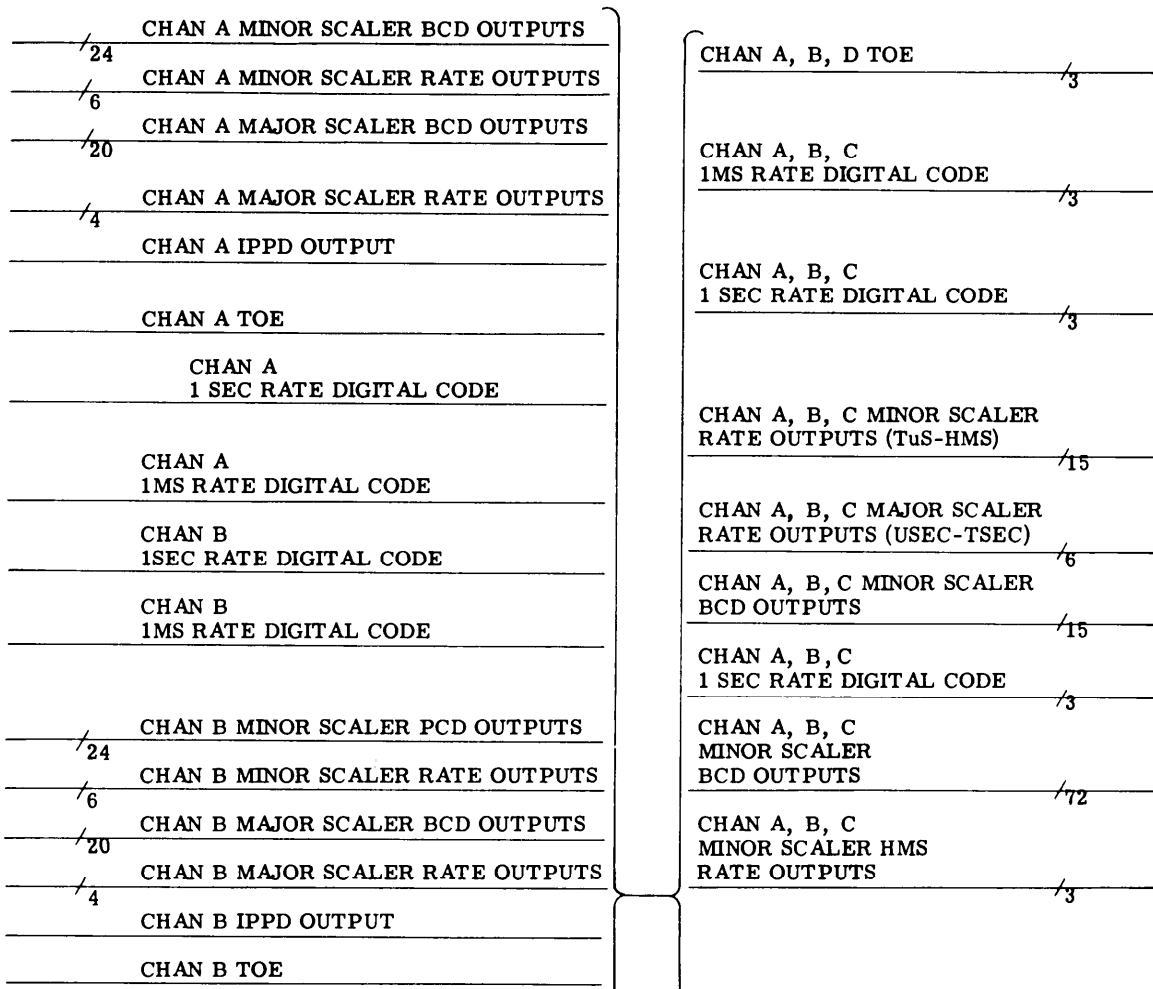 CHAN A MINOR SCALER BCD OUTPUTS
/24
CHAN A MINOR SCALER RATE OUTPUTS
/6
CHAN A MAJOR SCALER BCD OUTPUTS
/20
CHAN A MAJOR SCALER RATE OUTPUTS
/4
CHAN A IPPD OUTPUT
CHAN A TOE
CHAN A
1 SEC RATE DIGITAL CODE
CHAN A
1MS RATE DIGITAL CODE
CHAN B
1SEC RATE DIGITAL CODE
CHAN B
1MS RATE DIGITAL CODE
CHAN B MINOR SCALER PCD OUTPUTS
/24
CHAN B MINOR SCALER RATE OUTPUTS
/6
CHAN B MAJOR SCALER BCD OUTPUTS
/20
CHAN B MAJOR SCALER RATE OUTPUTS
/4
CHAN B IPPD OUTPUT
CHAN B TOE
CHAN A, B, D TOE
/3
CHAN A, B, C
1MS RATE DIGITAL CODE
/3
CHAN A, B, C
1 SEC RATE DIGITAL CODE
/3
CHAN A, B, C MINOR SCALER
RATE OUTPUTS (TuS-HMS)
/15
CHAN A, B, C MAJOR SCALER
RATE OUTPUTS (USEC-TSEC)
/6
CHAN A, B, C MINOR SCALER
BCD OUTPUTS
/15
CHAN A, B, C
1 SEC RATE DIGITAL CODE
/3
CHAN A, B, C
MINOR SCALER
BCD OUTPUTS
/72
CHAN A, B, C
MINOR SCALER HMS
RATE OUTPUTS
/3